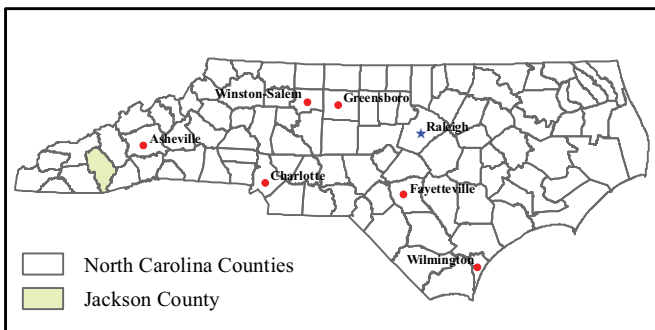 Winston-Salem
Greensboro
Raleigh
Asheville
Charlotte
Fayetteville
Wilmington
North Carolina Counties
Jackson County